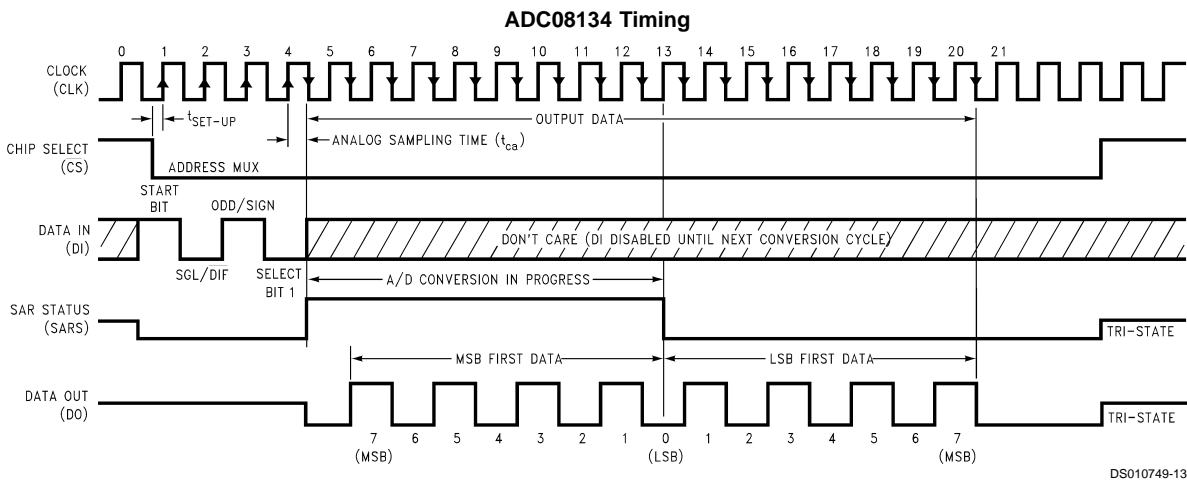 ADC08134 Timing
0 1 2 3 4 5 6 7 8 9 10 11 12 13 14 15 16 17 18 19 20 21
CLOCK
(CLK)
tSET-UP
OUTPUT DATA
ANALOG SAMPLING TIME (tca)
CHIP SELECT
(C̅S̅)
ADDRESS MUX
START
BIT
ODD/SIGN
DATA IN
(DI)
DON'T CARE (DI DISABLED UNTIL NEXT CONVERSION CYCLE)
SGL/D̅I̅F̅
SELECT
BIT 1
A/D CONVERSION IN PROGRESS
SAR STATUS
(SARS)
TRI-STATE
MSB FIRST DATA
LSB FIRST DATA
DATA OUT
(DO)
TRI-STATE
7 6 5 4 3 2 1 0 1 2 3 4 5 6 7
(MSB) (LSB) (MSB)
DS010749-13